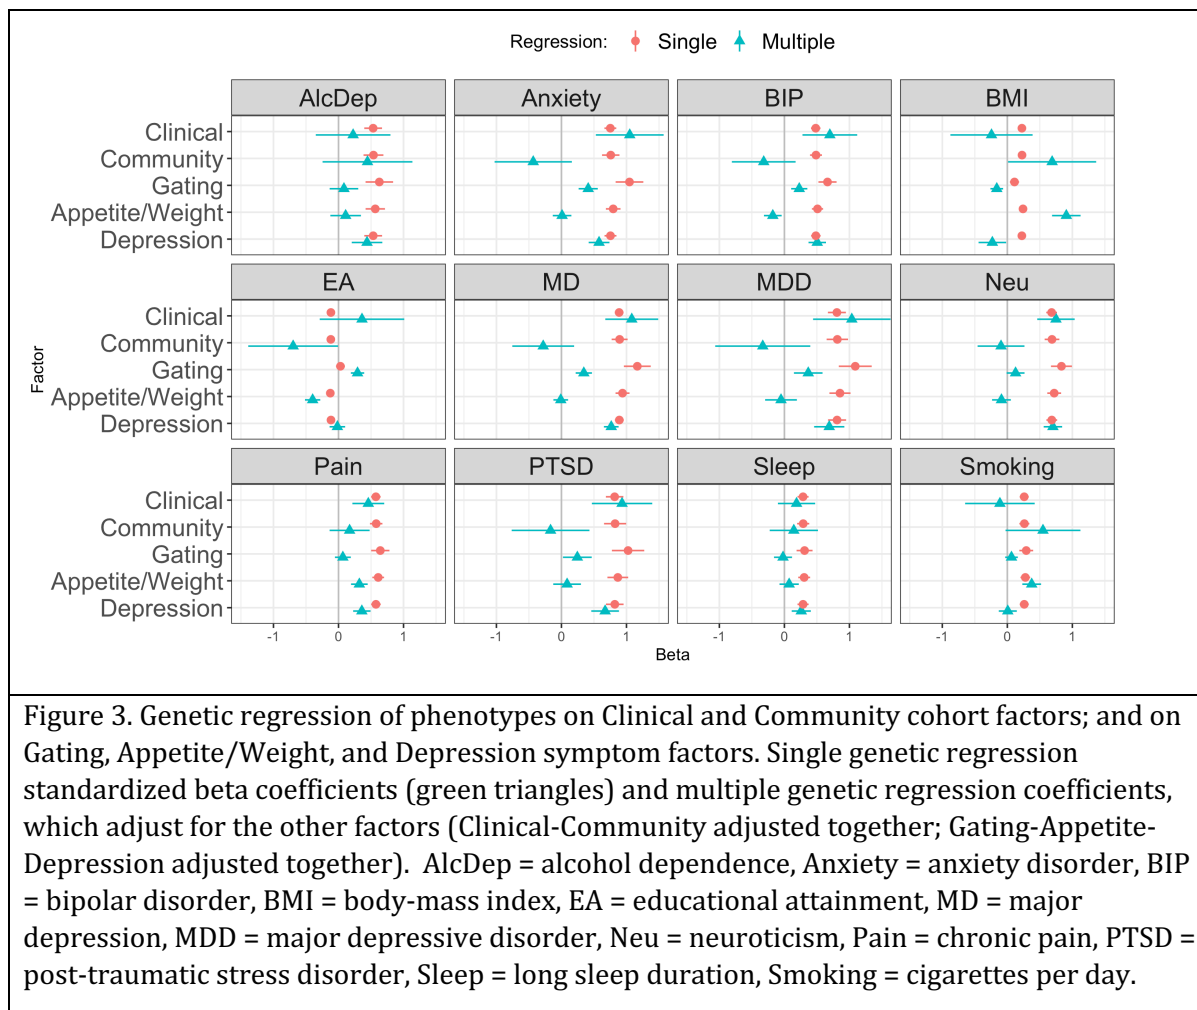 Regression: Single Multiple
AlcDep Anxiety BIP BMI
Clinical
Community
Gating
Appetite/Weight
Depression
EA MD MDD Neu
Clinical
Community
Gating
Appetite/Weight
Depression
Factor
Pain PTSD Sleep Smoking
Clinical
Community
Gating
Appetite/Weight
Depression
-1 0 1 -1 0 1 -1 0 1 -1 0 1
Beta
Figure 3. Genetic regression of phenotypes on Clinical and Community cohort factors; and on
Gating, Appetite/Weight, and Depression symptom factors. Single genetic regression
standardized beta coefficients (green triangles) and multiple genetic regression coefficients,
which adjust for the other factors (Clinical-Community adjusted together; Gating-Appetite-
Depression adjusted together). AlcDep = alcohol dependence, Anxiety = anxiety disorder, BIP
= bipolar disorder, BMI = body-mass index, EA = educational attainment, MD = major
depression, MDD = major depressive disorder, Neu = neuroticism, Pain = chronic pain, PTSD =
post-traumatic stress disorder, Sleep = long sleep duration, Smoking = cigarettes per day.